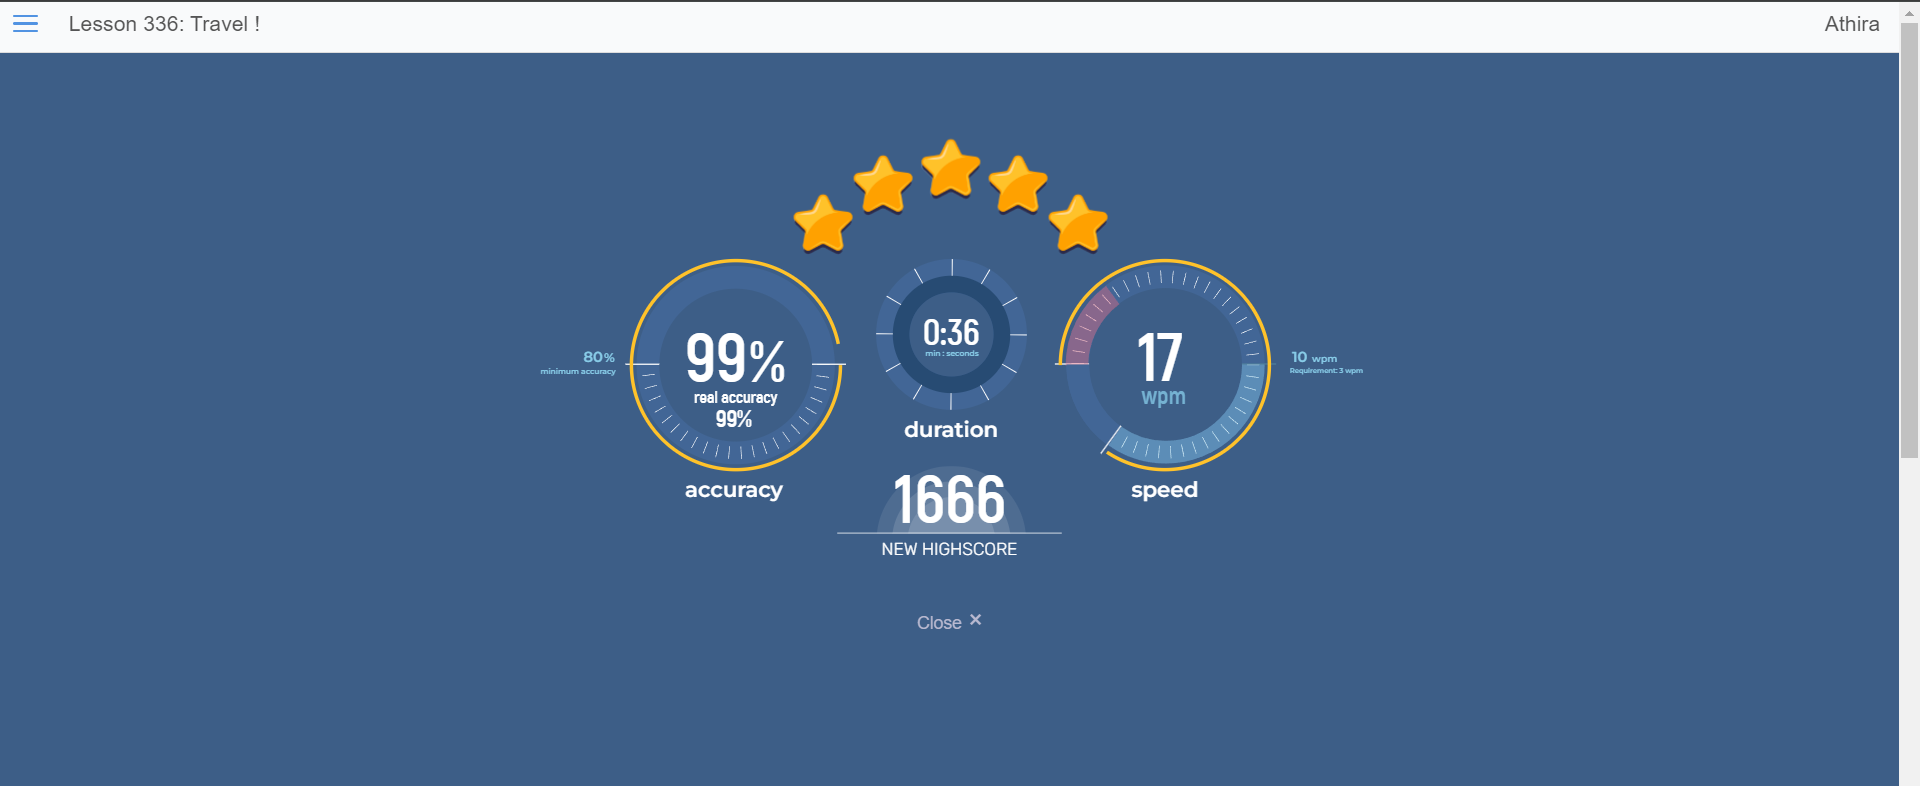 Lesson 336: Travel !
Athira
80%
minimum accuracy
99%
real accuracy
99%
accuracy
0:36
min : seconds
duration
17
wpm
speed
10 wpm
Requirement: 3 wpm
1666
NEW HIGHSCORE
Close ×